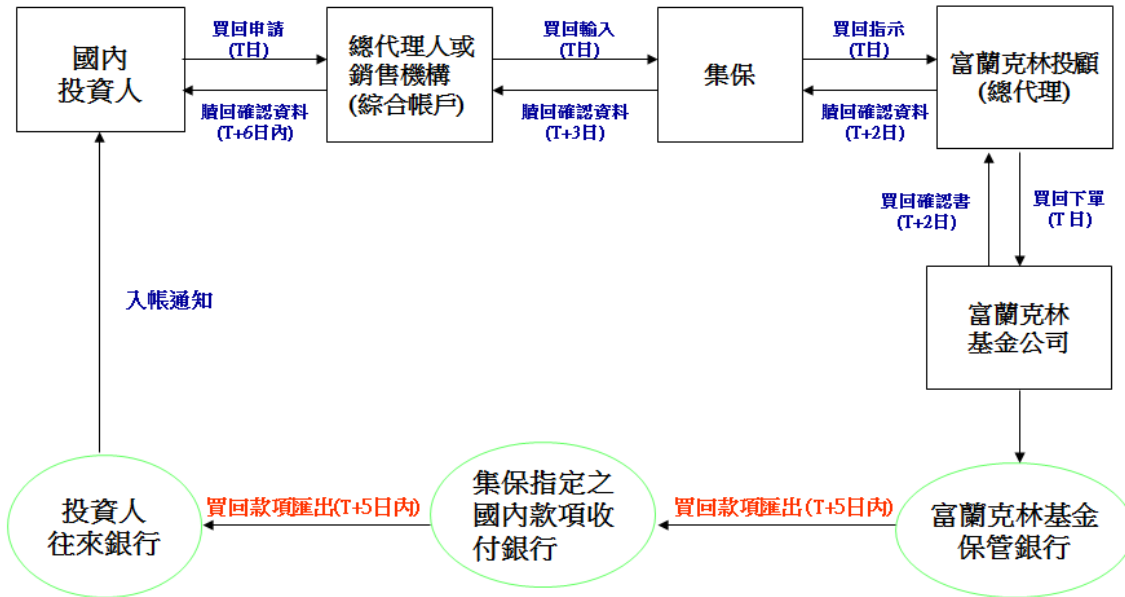 國內
投資人
買回申請
(T日)
贖回確認資料
(T+6日內)
總代理人或
銷售機構
(綜合帳戶)
買回輸入
(T日)
贖回確認資料
(T+3日)
集保
買回指示
(T日)
贖回確認資料
(T+2日)
富蘭克林投顧
(總代理)
買回確認書
(T+2日)
買回下單
(T 日)
入帳通知
富蘭克林
基金公司
投資人
往來銀行
買回款項匯出(T+5日內)
集保指定之
國內款項收
付銀行
買回款項匯出 (T+5日內)
富蘭克林基金
保管銀行